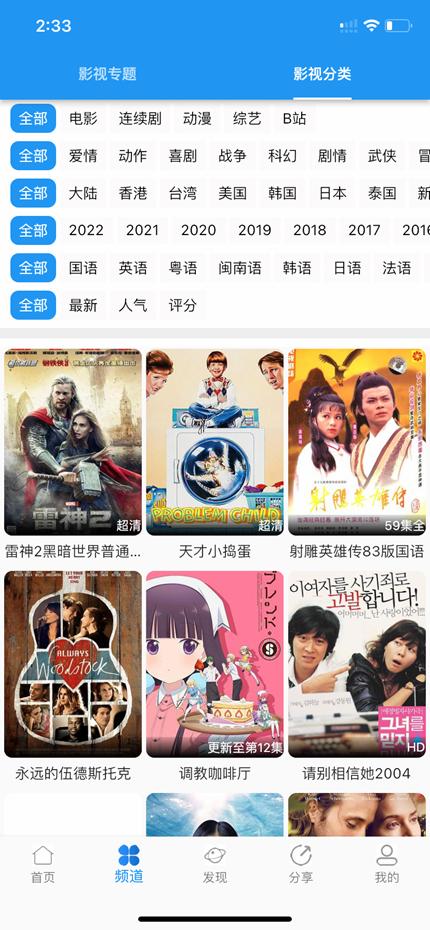 2:33
影视专题 影视分类
全部 电影 连续剧 动漫 综艺 B站
全部 爱情 动作 喜剧 战争 科幻 剧情 武侠 冒
全部 大陆 香港 台湾 美国 韩国 日本 泰国 新
全部 2022 2021 2020 2019 2018 2017 2016
全部 国语 英语 粤语 闽南语 韩语 日语 法语
全部 最新 人气 评分
雷神2
超清
PROBLEM CHILD
超清
射雕英雄传
59集全
雷神2黑暗世界普通...
天才小捣蛋
射雕英雄传83版国语
ALWAYS
Woodstock
ブレンド・S
更新至第12集
이여자를 사기죄로
고발합니다!
그녀를
믿지
HD
永远的伍德斯托克
调教咖啡厅
请别相信她2004
首页 频道 发现 分享 我的